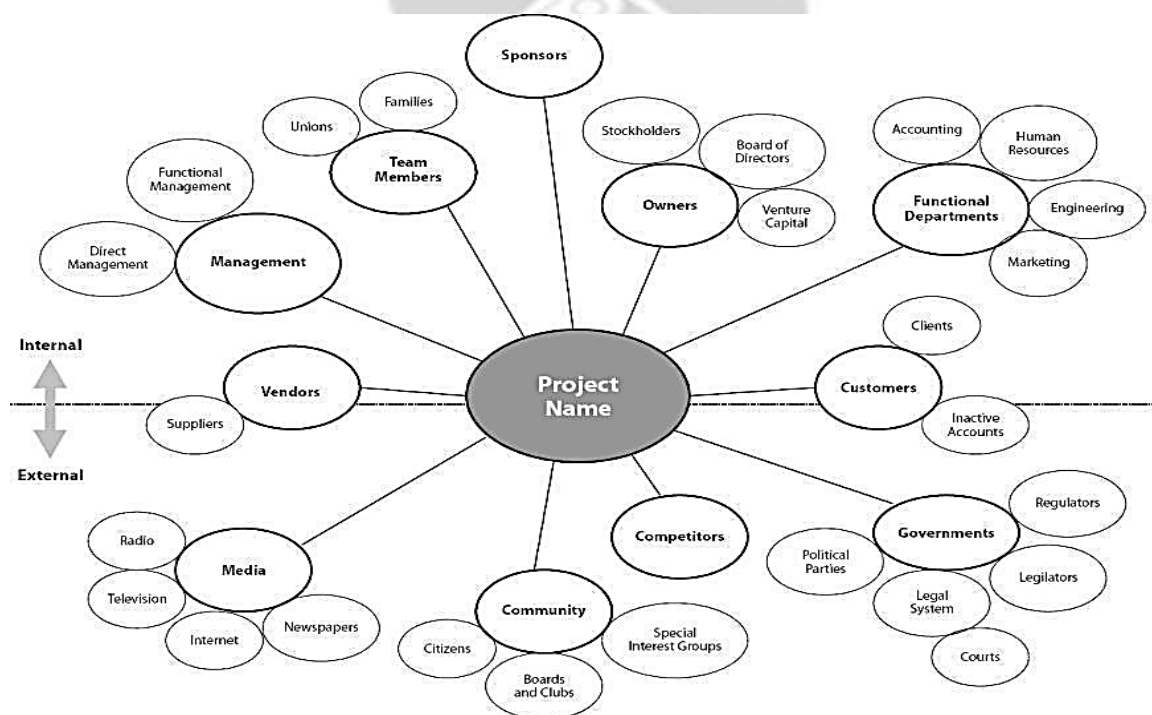 Sponsors
Families
Unions
Team
Members
Stockholders
Board of
Directors
Owners
Venture
Capital
Accounting
Human
Resources
Functional
Departments
Engineering
Marketing
Functional
Management
Direct
Management
Management
Internal
External
Vendors
Suppliers
Project
Name
Clients
Customers
Inactive
Accounts
Radio
Media
Television
Internet
Newspapers
Community
Citizens
Boards
and Clubs
Special
Interest Groups
Competitors
Governments
Regulators
Political
Parties
Legilators
Legal
System
Courts